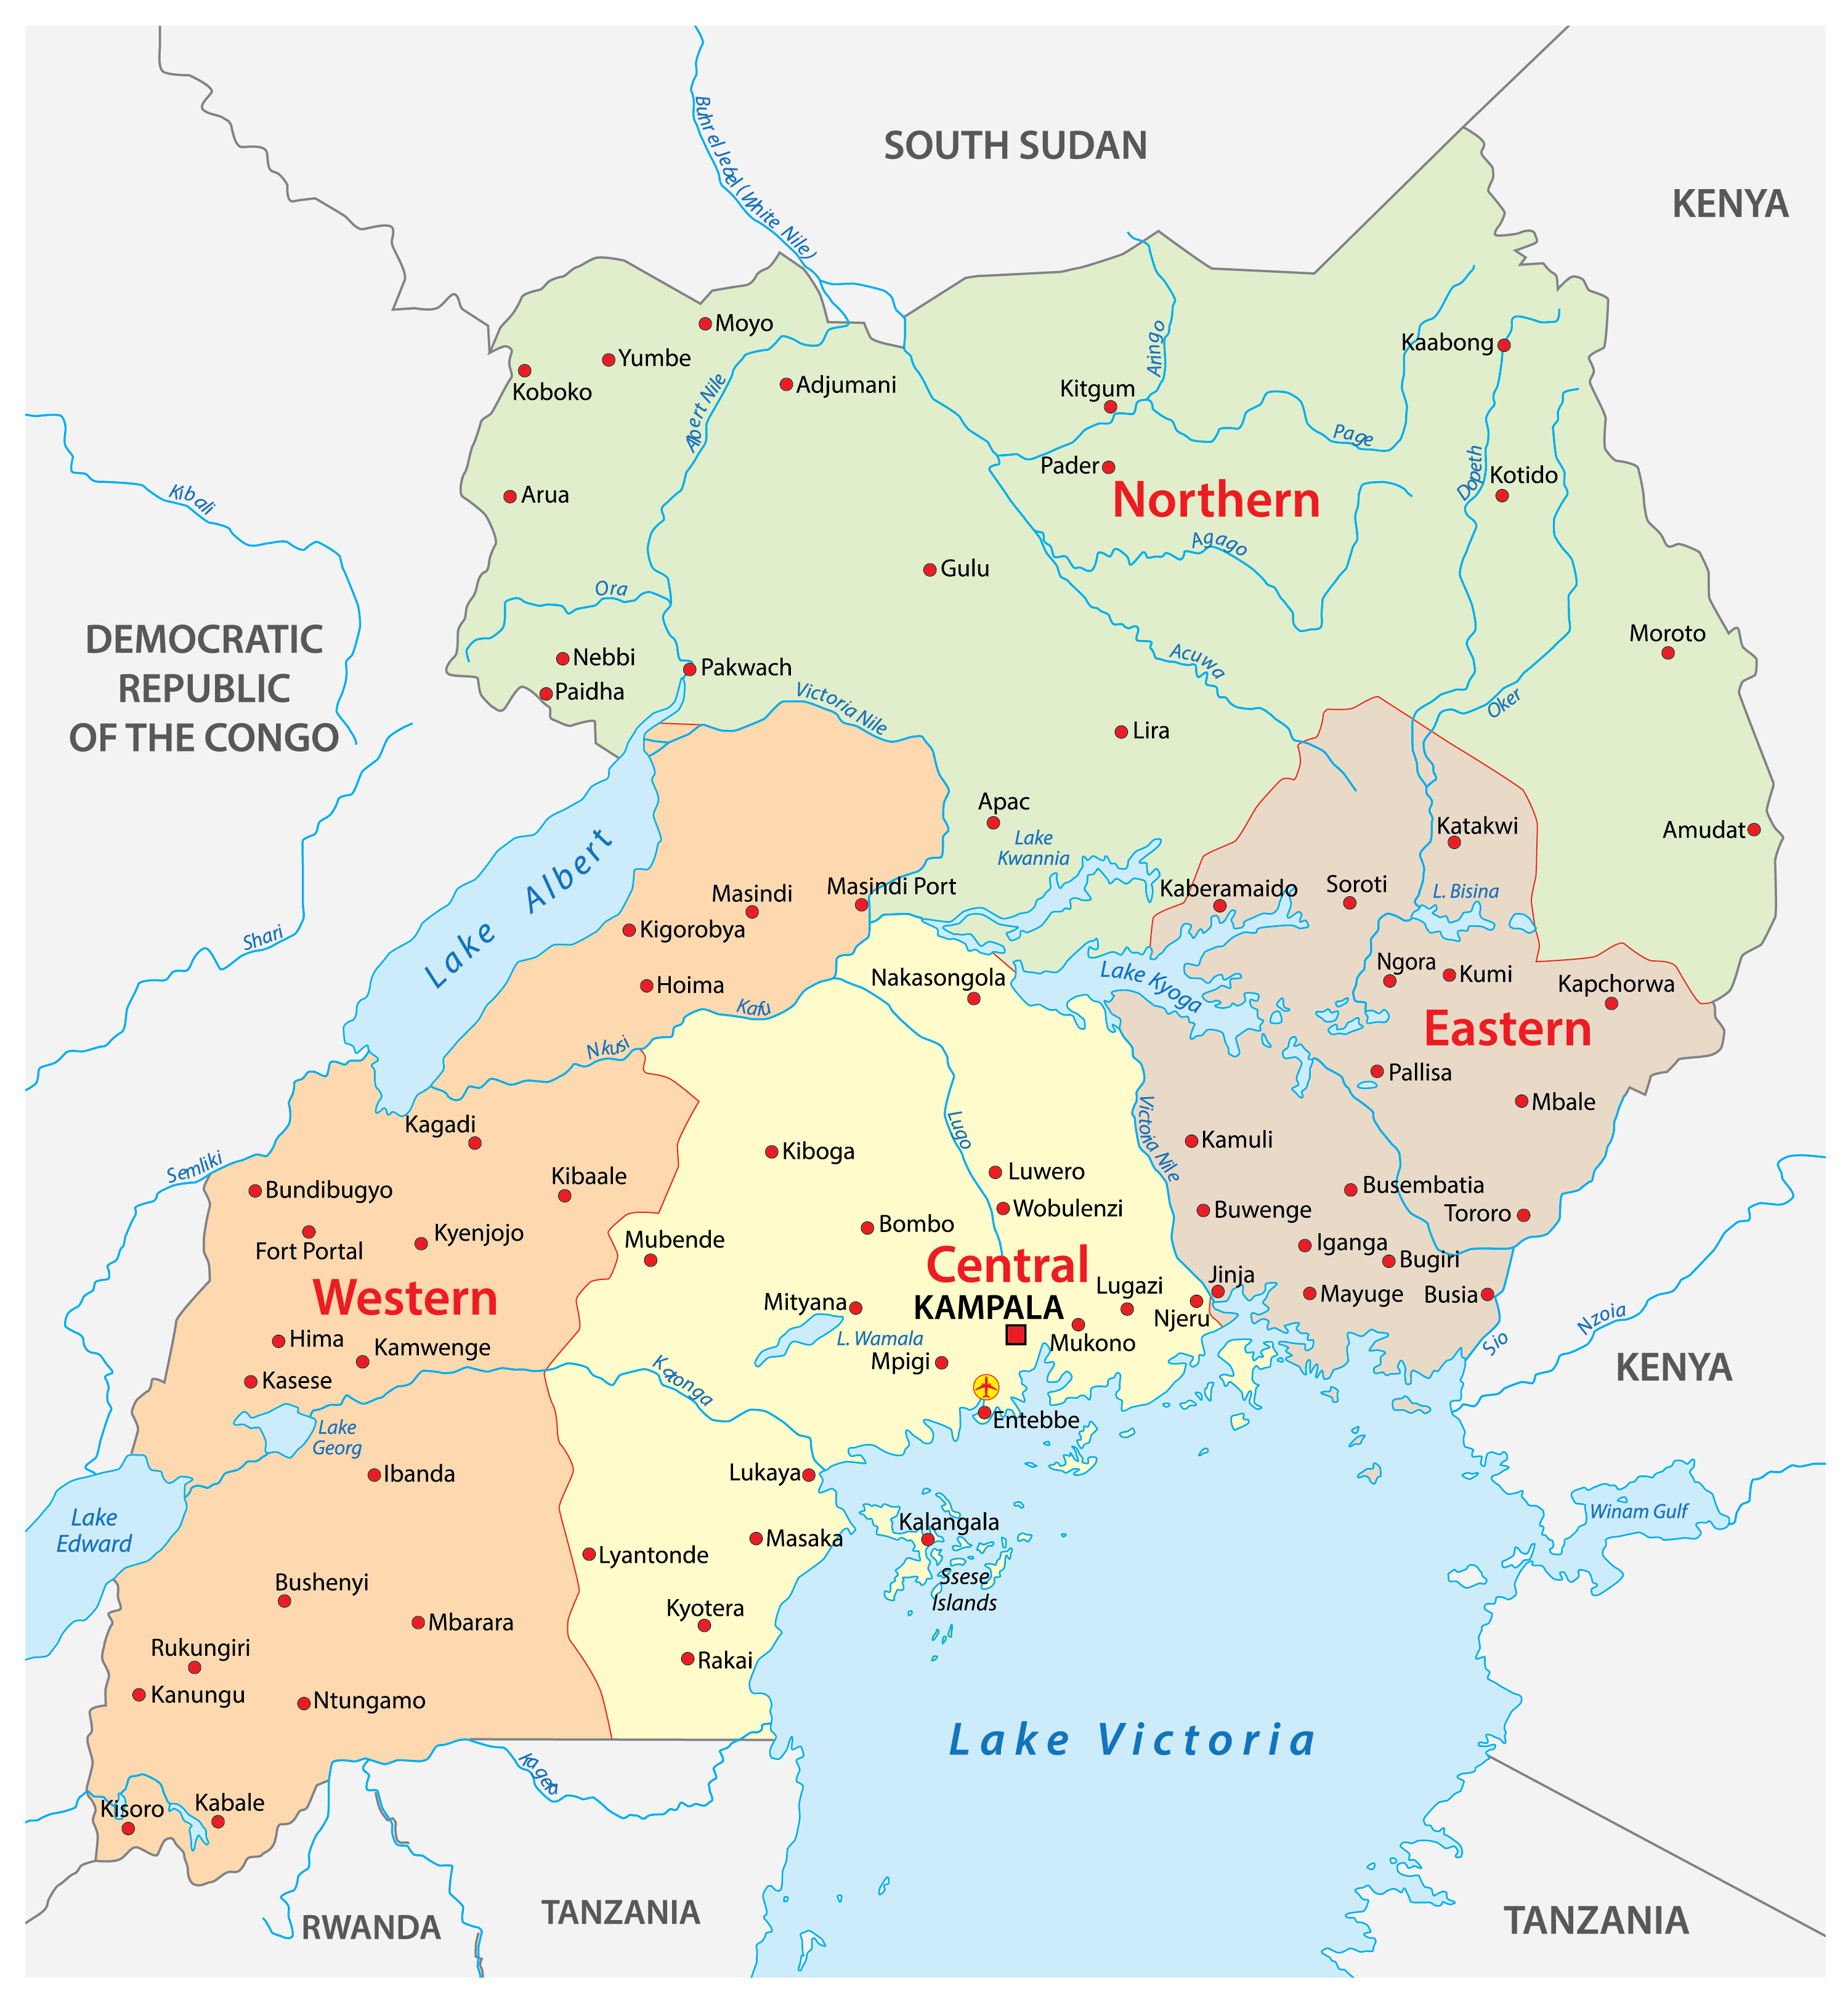 SOUTH SUDAN
KENYA
Buhr el Jebel (White Nile)
Moyo
Yumbe
Koboko
Adjumani
Albert Nile
Aringo
Kaabong
Kitgum
Page
Pader
Northern
Dopeth
Kotido
Kibali
Arua
Agago
Gulu
Ora
DEMOCRATIC
REPUBLIC
OF THE CONGO
Nebbi
Paidha
Pakwach
Moroto
Acuwa
Victoria Nile
Oker
Lira
Apac
Lake
Kwannia
Katakwi
Amudat
Lake Albert
Masindi
Masindi Port
Kaberamaido
Soroti
L. Bisina
Shari
Kigorobya
Hoima
Nakasongola
Lake Kyoga
Ngora
Kumi
Kapchorwa
Kafu
Nkusi
Eastern
Pallisa
Mbale
Kagadi
Kiboga
Lugo
Victoria Nile
Kamuli
Semliki
Bundibugyo
Kibaale
Luwero
Wobulenzi
Busembatia
Buwenge
Tororo
Fort Portal
Kyenjojo
Mubende
Bombo
Central
Iganga
Bugiri
Western
KAMPALA
Lugazi
Jinja
Mityana
Njeru
Mayuge
Busia
Nzoia
Sio
L. Wamala
Mukono
Mpigi
Hima
Kamwenge
Kasese
KENYA
Katonga
Lake
Georg
Entebbe
Ibanda
Lukaya
Lake
Edward
Winam Gulf
Kalangala
Masaka
Lyantonde
Ssese
Islands
Bushenyi
Mbarara
Kyotera
Rakai
Rukungiri
Kanungu
Ntungamo
Lake Victoria
Kagera
Kisoro
Kabale
RWANDA
TANZANIA
TANZANIA